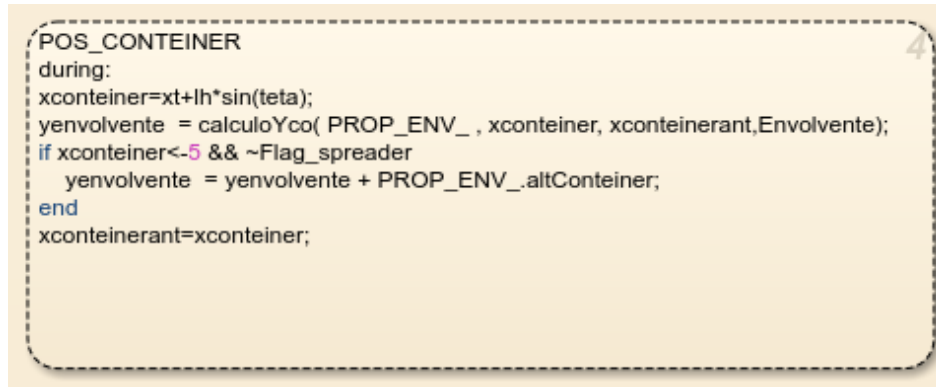 POS_CONTEINER
4
during:
xconteiner=xt+lh*sin(teta);
yenvolvente  = calculoYco( PROP_ENV_ , xconteiner, xconteinerant,Envolvente);
if xconteiner<-5 && ~Flag_spreader
   yenvolvente  = yenvolvente + PROP_ENV_.altConteiner;
end
xconteinerant=xconteiner;